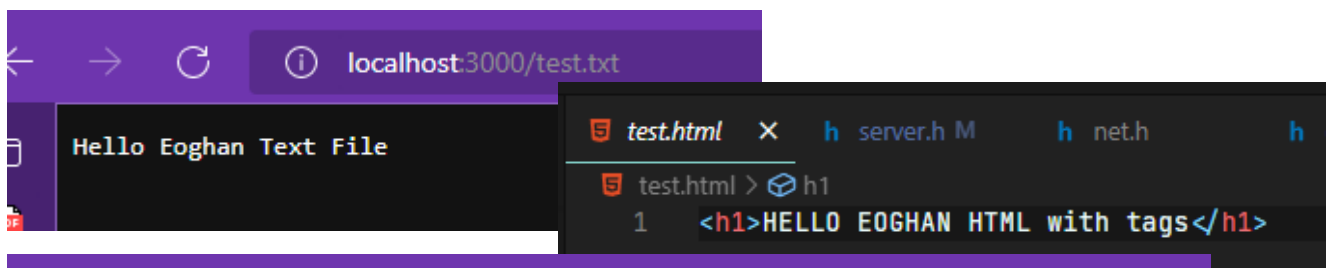 localhost:3000/test.txt
Hello Eoghan Text File
test.html × h server.h M h net.h h
test.html > h1
1 <h1>HELLO EOGHAN HTML with tags</h1>